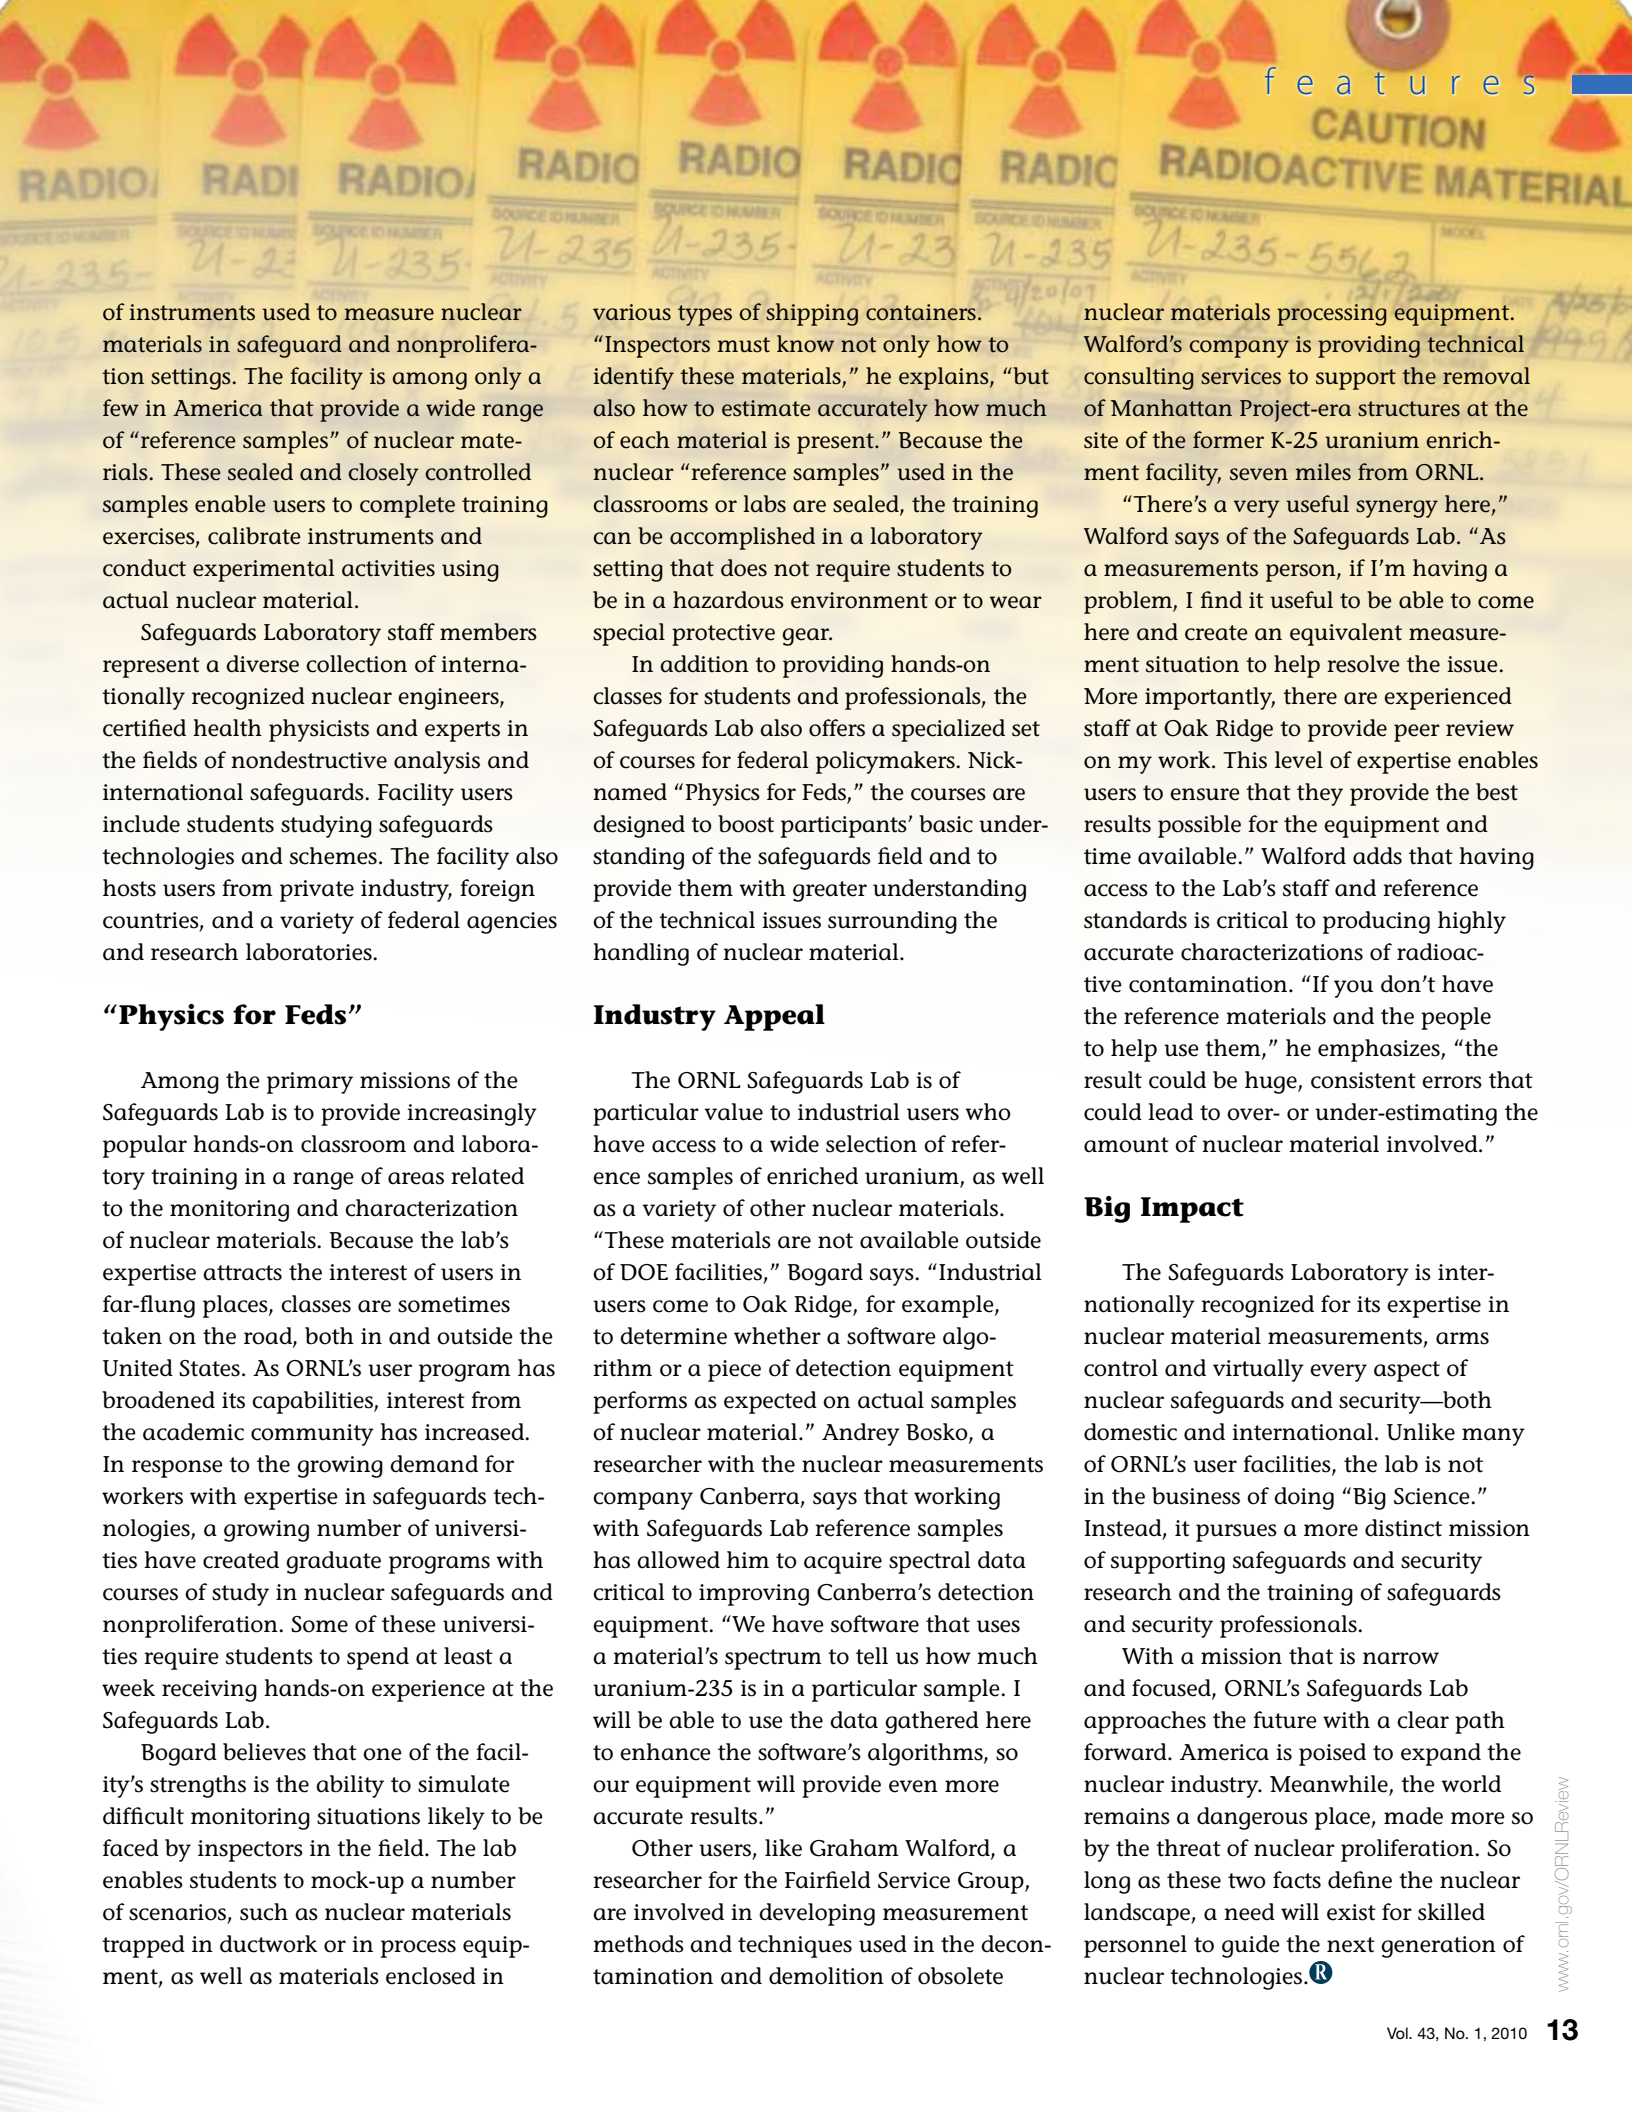 features
CAUTION
RADIOACTIVE MATERIAL
RADIO
RADI
RADIO
RADIO
RADIO
RADIO
RADIO
SOURCE ID NUMBER
SOURCE ID NUMBER
SOURCE ID NUMBER
SOURCE ID NUMBER
SOURCE ID NUMBER
SOURCE ID NUMBER
SOURCE ID NUMBER
MODEL
U-235-
U-23
U-235-
U-235
U-235-
U-23
U-235
U-235-5562
ACTIVITY
ACTIVITY
ACTIVITY
ACTIVITY
of instruments used to measure nuclear
materials in safeguard and nonprolifera-
tion settings. The facility is among only a
few in America that provide a wide range
of “reference samples” of nuclear mate-
rials. These sealed and closely controlled
samples enable users to complete training
exercises, calibrate instruments and
conduct experimental activities using
actual nuclear material.
Safeguards Laboratory staff members
represent a diverse collection of interna-
tionally recognized nuclear engineers,
certified health physicists and experts in
the fields of nondestructive analysis and
international safeguards. Facility users
include students studying safeguards
technologies and schemes. The facility also
hosts users from private industry, foreign
countries, and a variety of federal agencies
and research laboratories.
“Physics for Feds”
Among the primary missions of the
Safeguards Lab is to provide increasingly
popular hands-on classroom and labora-
tory training in a range of areas related
to the monitoring and characterization
of nuclear materials. Because the lab’s
expertise attracts the interest of users in
far-flung places, classes are sometimes
taken on the road, both in and outside the
United States. As ORNL’s user program has
broadened its capabilities, interest from
the academic community has increased.
In response to the growing demand for
workers with expertise in safeguards tech-
nologies, a growing number of universi-
ties have created graduate programs with
courses of study in nuclear safeguards and
nonproliferation. Some of these universi-
ties require students to spend at least a
week receiving hands-on experience at the
Safeguards Lab.
Bogard believes that one of the facil-
ity’s strengths is the ability to simulate
difficult monitoring situations likely to be
faced by inspectors in the field. The lab
enables students to mock-up a number
of scenarios, such as nuclear materials
trapped in ductwork or in process equip-
ment, as well as materials enclosed in
various types of shipping containers.
“Inspectors must know not only how to
identify these materials,” he explains, “but
also how to estimate accurately how much
of each material is present.” Because the
nuclear “reference samples” used in the
classrooms or labs are sealed, the training
can be accomplished in a laboratory
setting that does not require students to
be in a hazardous environment or to wear
special protective gear.
In addition to providing hands-on
classes for students and professionals, the
Safeguards Lab also offers a specialized set
of courses for federal policymakers. Nick-
named “Physics for Feds,” the courses are
designed to boost participants’ basic under-
standing of the safeguards field and to
provide them with greater understanding
of the technical issues surrounding the
handling of nuclear material.
Industry Appeal
The ORNL Safeguards Lab is of
particular value to industrial users who
have access to a wide selection of refer-
ence samples of enriched uranium, as well
as a variety of other nuclear materials.
“These materials are not available outside
of DOE facilities,” Bogard says. “Industrial
users come to Oak Ridge, for example,
to determine whether a software algo-
rithm or a piece of detection equipment
performs as expected on actual samples
of nuclear material.” Andrey Bosko, a
researcher with the nuclear measurements
company Canberra, says that working
with Safeguards Lab reference samples
has allowed him to acquire spectral data
critical to improving Canberra’s detection
equipment. “We have software that uses
a material’s spectrum to tell us how much
uranium-235 is in a particular sample. I
will be able to use the data gathered here
to enhance the software’s algorithms, so
our equipment will provide even more
accurate results.”
Other users, like Graham Walford, a
researcher for the Fairfield Service Group,
are involved in developing measurement
methods and techniques used in the decon-
tamination and demolition of obsolete
nuclear materials processing equipment.
Walford’s company is providing technical
consulting services to support the removal
of Manhattan Project-era structures at the
site of the former K-25 uranium enrich-
ment facility, seven miles from ORNL.
“There’s a very useful synergy here,”
Walford says of the Safeguards Lab. “As
a measurements person, if I’m having a
problem, I find it useful to be able to come
here and create an equivalent measure-
ment situation to help resolve the issue.
More importantly, there are experienced
staff at Oak Ridge to provide peer review
on my work. This level of expertise enables
users to ensure that they provide the best
results possible for the equipment and
time available.” Walford adds that having
access to the Lab’s staff and reference
standards is critical to producing highly
accurate characterizations of radioac-
tive contamination. “If you don’t have
the reference materials and the people
to help use them,” he emphasizes, “the
result could be huge, consistent errors that
could lead to over- or under-estimating the
amount of nuclear material involved.”
Big Impact
The Safeguards Laboratory is inter-
nationally recognized for its expertise in
nuclear material measurements, arms
control and virtually every aspect of
nuclear safeguards and security—both
domestic and international. Unlike many
of ORNL’s user facilities, the lab is not
in the business of doing “Big Science.”
Instead, it pursues a more distinct mission
of supporting safeguards and security
research and the training of safeguards
and security professionals.
With a mission that is narrow
and focused, ORNL’s Safeguards Lab
approaches the future with a clear path
forward. America is poised to expand the
nuclear industry. Meanwhile, the world
remains a dangerous place, made more so
by the threat of nuclear proliferation. So
long as these two facts define the nuclear
landscape, a need will exist for skilled
personnel to guide the next generation of
nuclear technologies. R
www.ornl.gov/ORNLReview
Vol. 43, No. 1, 2010 13